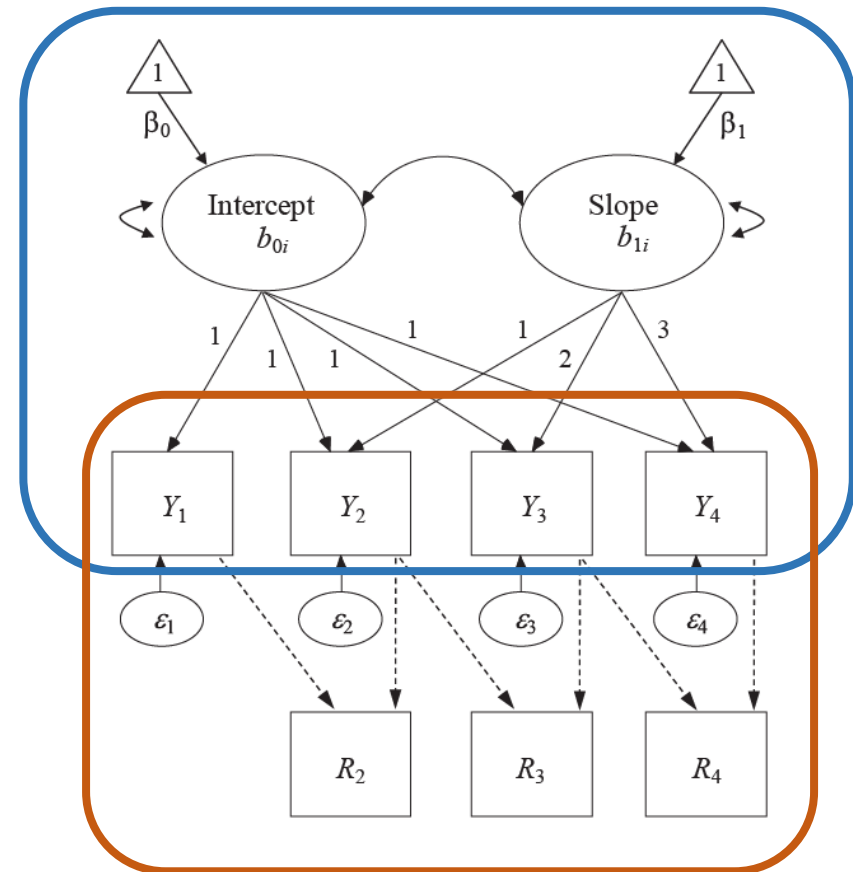 1 1
β₀ β₁
Intercept Slope
b₀ᵢ b₁ᵢ
1 1 1 1 1 2 3
Y₁ Y₂ Y₃ Y₄
ε₁ ε₂ ε₃ ε₄
R₂ R₃ R₄